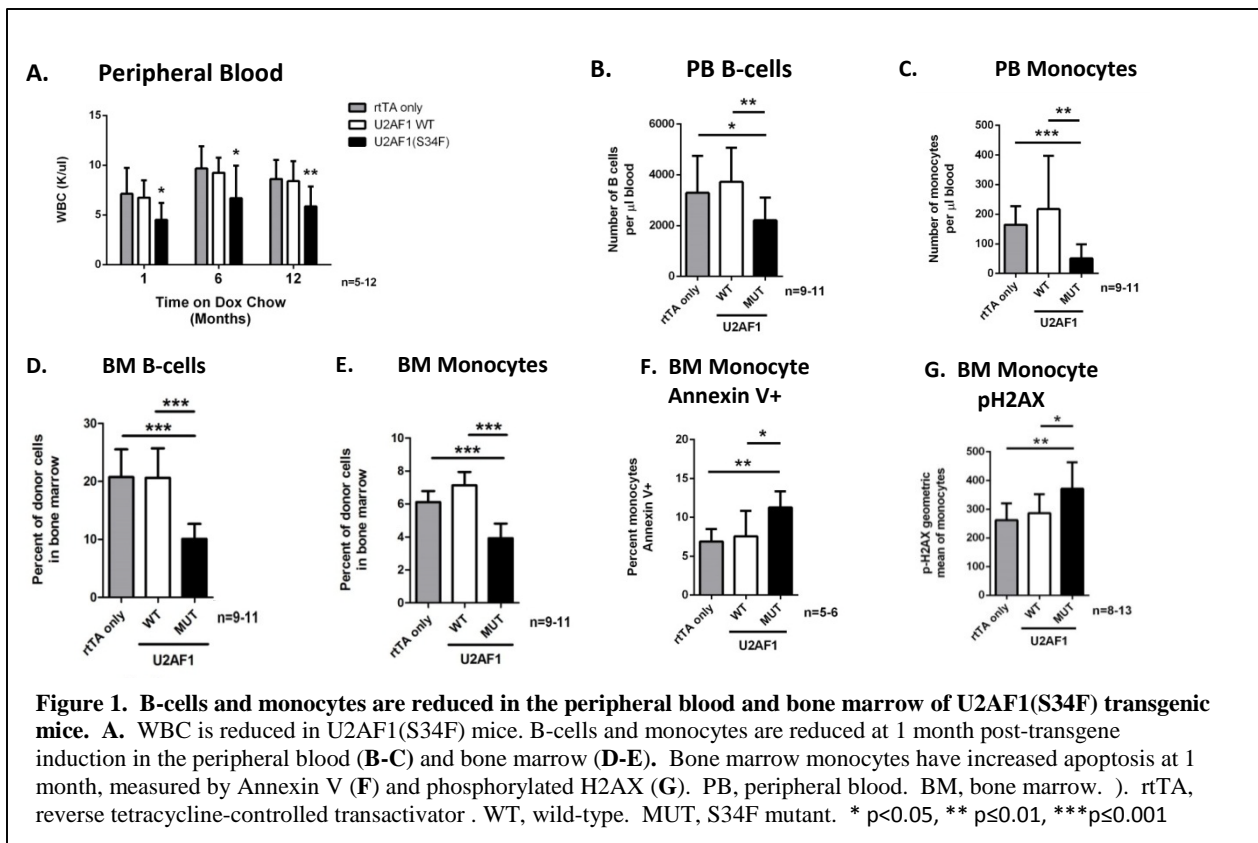 A. Peripheral Blood
WBC (K/ul)
15
10
5
0
1
6
12
*
*
**
rtTA only
U2AF1 WT
U2AF1(S34F)
n=5-12
Time on Dox Chow
(Months)
B. PB B-cells
Number of B cells
per µl blood
6000
4000
2000
0
**
*
rtTA only
WT
MUT
n=9-11
U2AF1
C. PB Monocytes
Number of monocytes
per µl blood
500
400
300
200
100
0
**
***
rtTA only
WT
MUT
n=9-11
U2AF1
D. BM B-cells
Percent of donor cells
in bone marrow
30
20
10
0
***
***
rtTA only
WT
MUT
n=9-11
U2AF1
E. BM Monocytes
Percent of donor cells
in bone marrow
10
8
6
4
2
0
***
***
rtTA only
WT
MUT
n=9-11
U2AF1
F. BM Monocyte
Annexin V+
Percent monocytes
Annexin V+
20
15
10
5
0
*
**
rtTA only
WT
MUT
n=5-6
U2AF1
G. BM Monocyte
pH2AX
p-H2AX geometric
mean of monocytes
500
400
300
200
100
0
*
**
rtTA only
WT
MUT
n=8-13
U2AF1
Figure 1. B-cells and monocytes are reduced in the peripheral blood and bone marrow of U2AF1(S34F) transgenic
mice. A. WBC is reduced in U2AF1(S34F) mice. B-cells and monocytes are reduced at 1 month post-transgene
induction in the peripheral blood (B-C) and bone marrow (D-E). Bone marrow monocytes have increased apoptosis at 1
month, measured by Annexin V (F) and phosphorylated H2AX (G). PB, peripheral blood. BM, bone marrow. ). rtTA,
reverse tetracycline-controlled transactivator . WT, wild-type. MUT, S34F mutant. * p<0.05, ** p≤0.01, ***p≤0.001